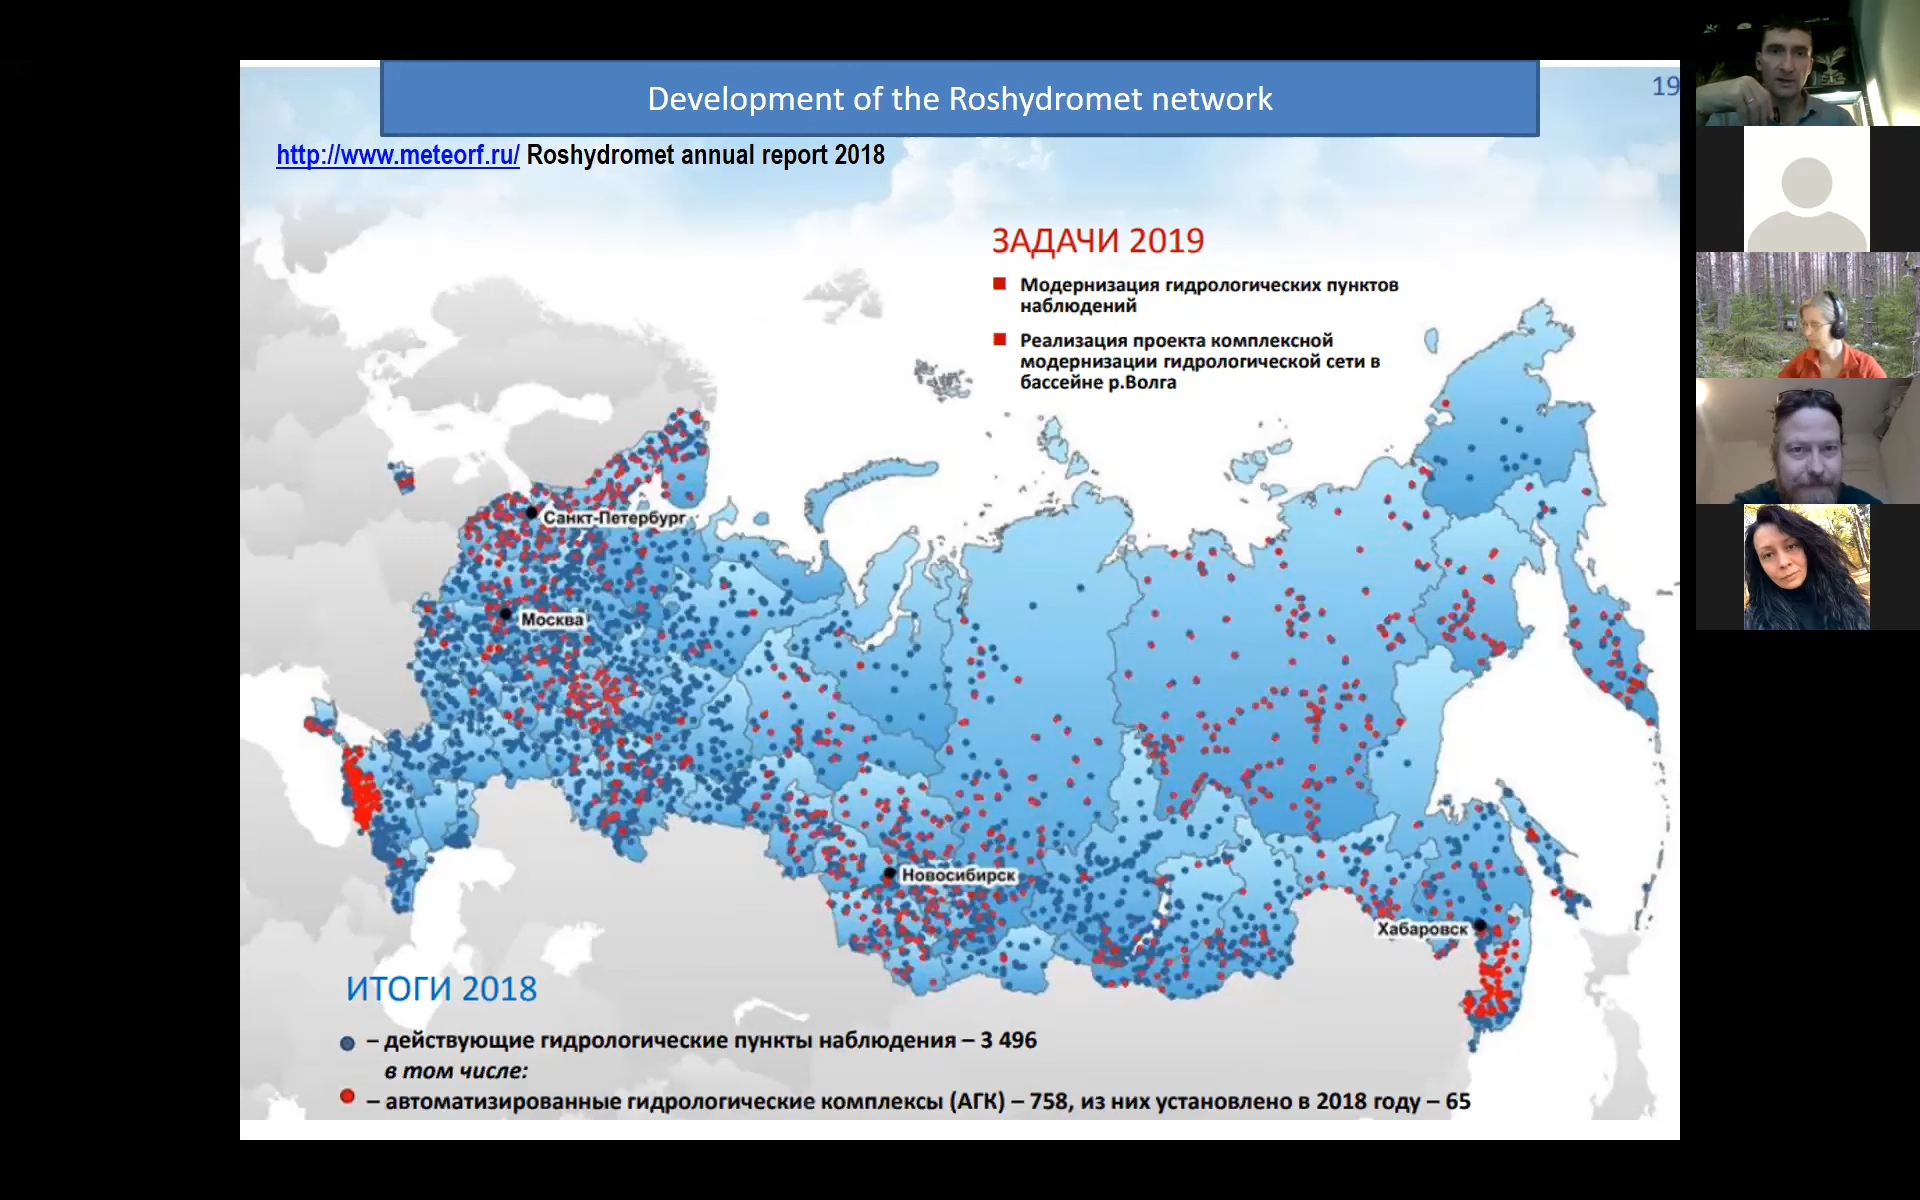 Development of the Roshydromet network
19
http://www.meteorf.ru/ Roshydromet annual report 2018
ЗАДАЧИ 2019
Модернизация гидрологических пунктов
наблюдений
Реализация проекта комплексной
модернизации гидрологической сети в
бассейне р.Волга
Санкт-Петербург
Москва
Новосибирск
Хабаровск
ИТОГИ 2018
– действующие гидрологические пункты наблюдения – 3 496
в том числе:
– автоматизированные гидрологические комплексы (АГК) – 758, из них установлено в 2018 году – 65